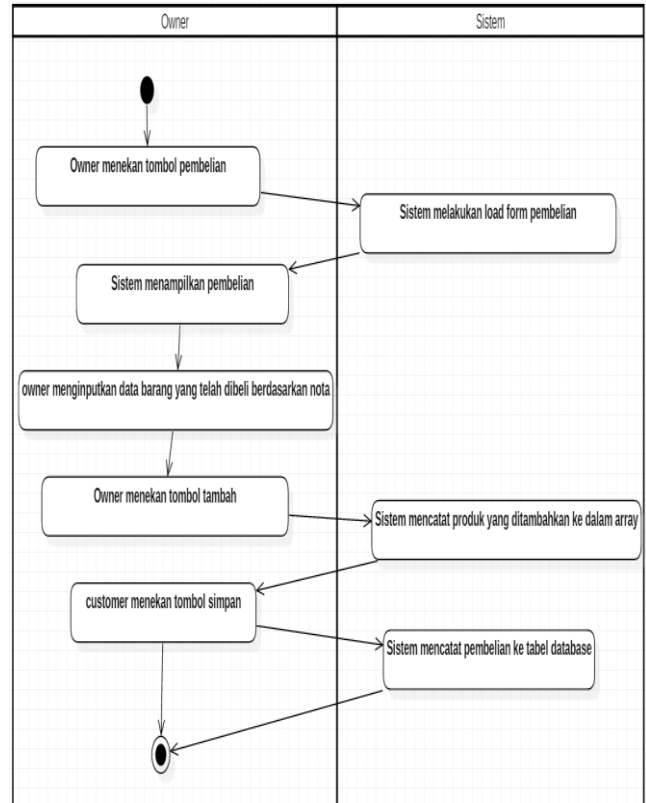 Owner
Sistem
Owner menekan tombol pembelian
Sistem melakukan load form pembelian
Sistem menampilkan pembelian
owner menginputkan data barang yang telah dibeli berdasarkan nota
Owner menekan tombol tambah
Sistem mencatat produk yang ditambahkan ke dalam array
customer menekan tombol simpan
Sistem mencatat pembelian ke tabel database